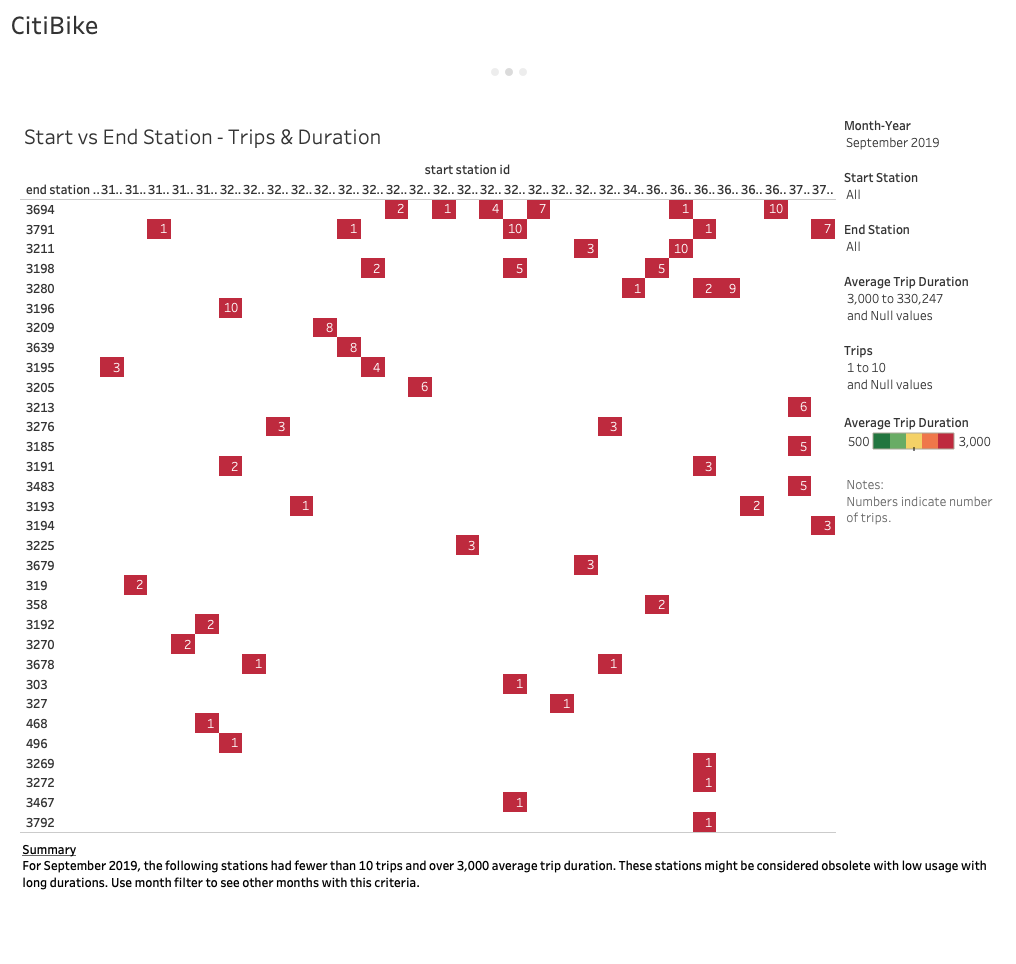 CitiBike
Start vs End Station - Trips & Duration
start station id
end station .. 31.. 31.. 31.. 31.. 31.. 32.. 32.. 32.. 32.. 32.. 32.. 32.. 32.. 32.. 32.. 32.. 32.. 32.. 32.. 32.. 32.. 32.. 34.. 36.. 36.. 36.. 36.. 36.. 36.. 37.. 37..
3694 2 1 4 7 1 10
3791 1 1 10 1 7
3211 3 10
3198 2 5 5
3280 1 2 9
3196 10
3209 8
3639 8
3195 3 4
3205 6
3213 6
3276 3 3
3185 5
3191 2 3
3483 5
3193 1 2
3194 3
3225 3
3679 3
319 2
358 2
3192 2
3270 2
3678 1 1
303 1
327 1
468 1
496 1
3269 1
3272 1
3467 1
3792 1
Month-Year
September 2019
Start Station
All
End Station
All
Average Trip Duration
3,000 to 330,247
and Null values
Trips
1 to 10
and Null values
Average Trip Duration
500 3,000
Notes:
Numbers indicate number
of trips.
Summary
For September 2019, the following stations had fewer than 10 trips and over 3,000 average trip duration. These stations might be considered obsolete with low usage with
long durations. Use month filter to see other months with this criteria.